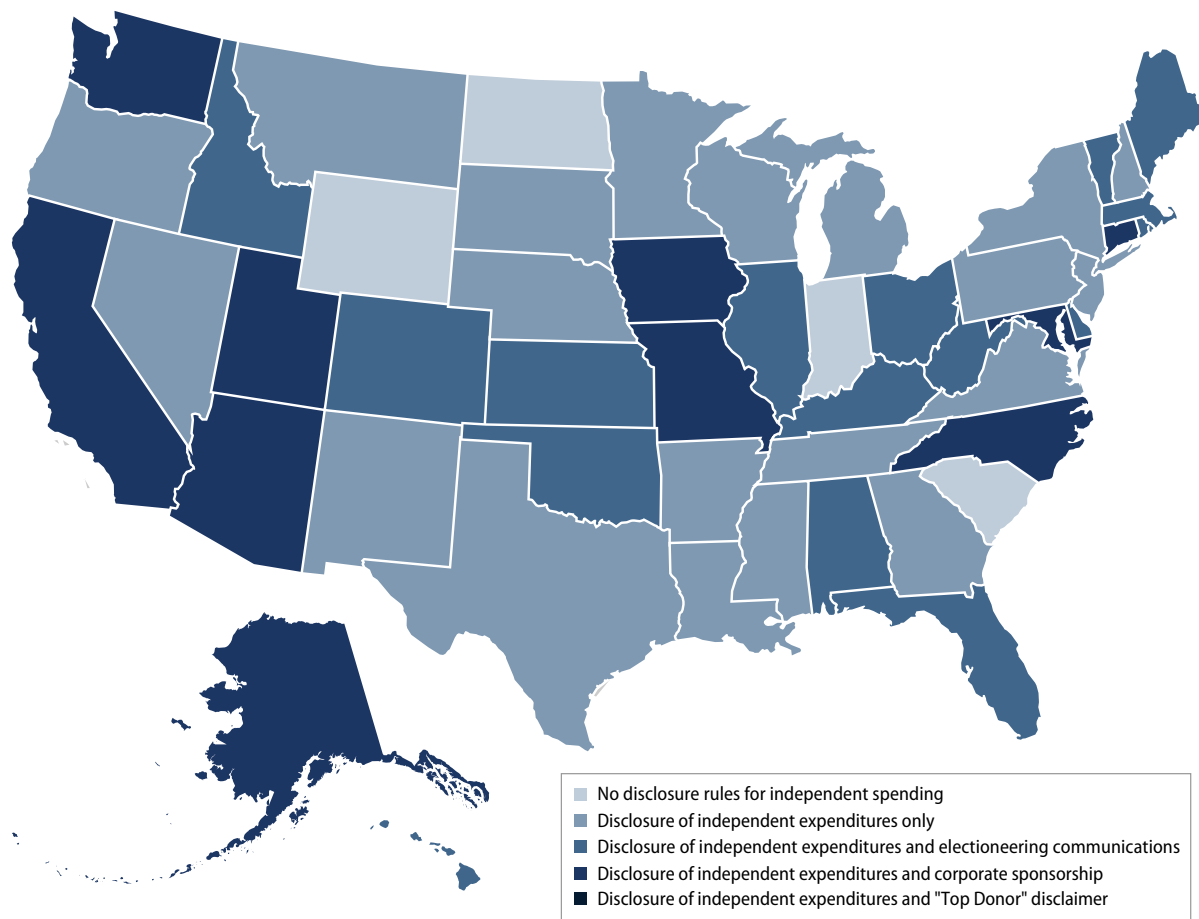 No disclosure rules for independent spending
Disclosure of independent expenditures only
Disclosure of independent expenditures and electioneering communications
Disclosure of independent expenditures and corporate sponsorship
Disclosure of independent expenditures and "Top Donor" disclaimer